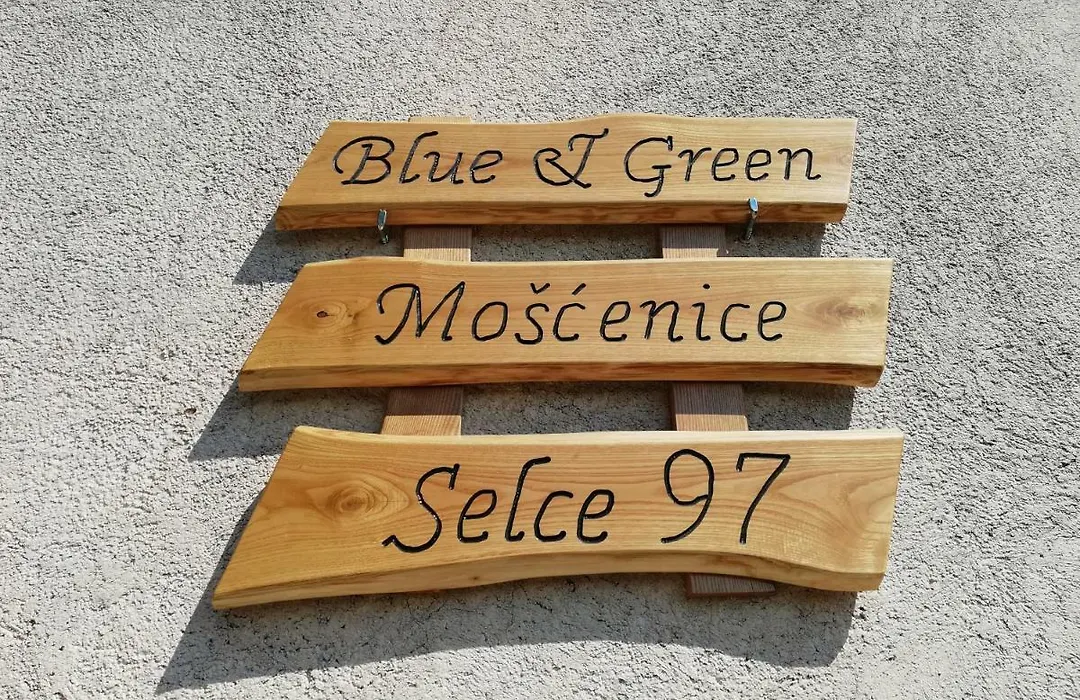 Blue & Green
Mošćenice
Selce 97